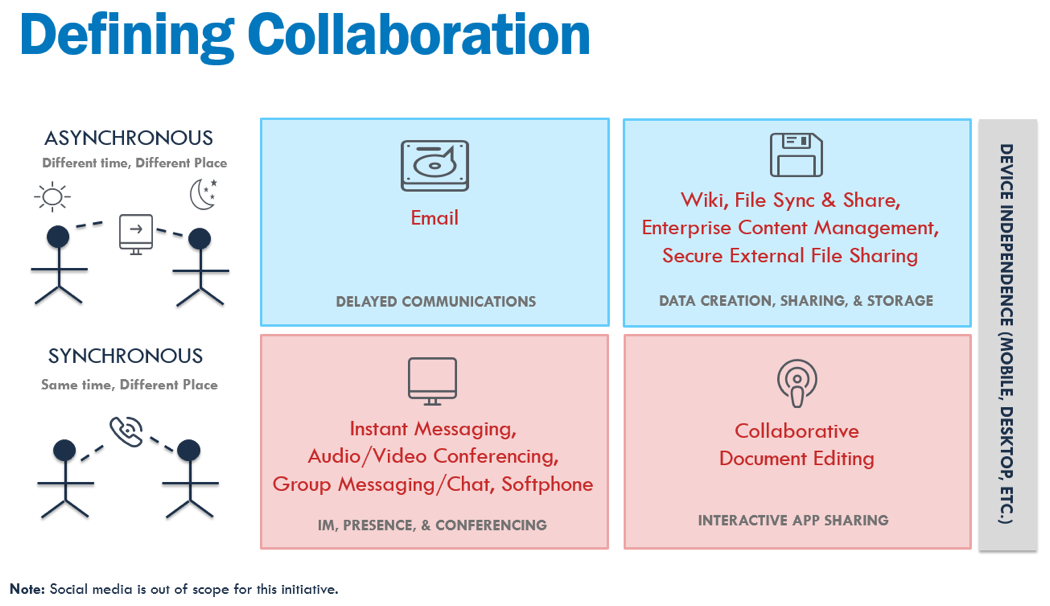 Defining Collaboration
ASYNCHRONOUS
Different time, Different Place
Email
DELAYED COMMUNICATIONS
Wiki, File Sync & Share,
Enterprise Content Management,
Secure External File Sharing
DATA CREATION, SHARING, & STORAGE
SYNCHRONOUS
Same time, Different Place
Instant Messaging,
Audio/Video Conferencing,
Group Messaging/Chat, Softphone
IM, PRESENCE, & CONFERENCING
Collaborative
Document Editing
INTERACTIVE APP SHARING
DEVICE INDEPENDENCE (MOBILE, DESKTOP, ETC.)
Note: Social media is out of scope for this initiative.